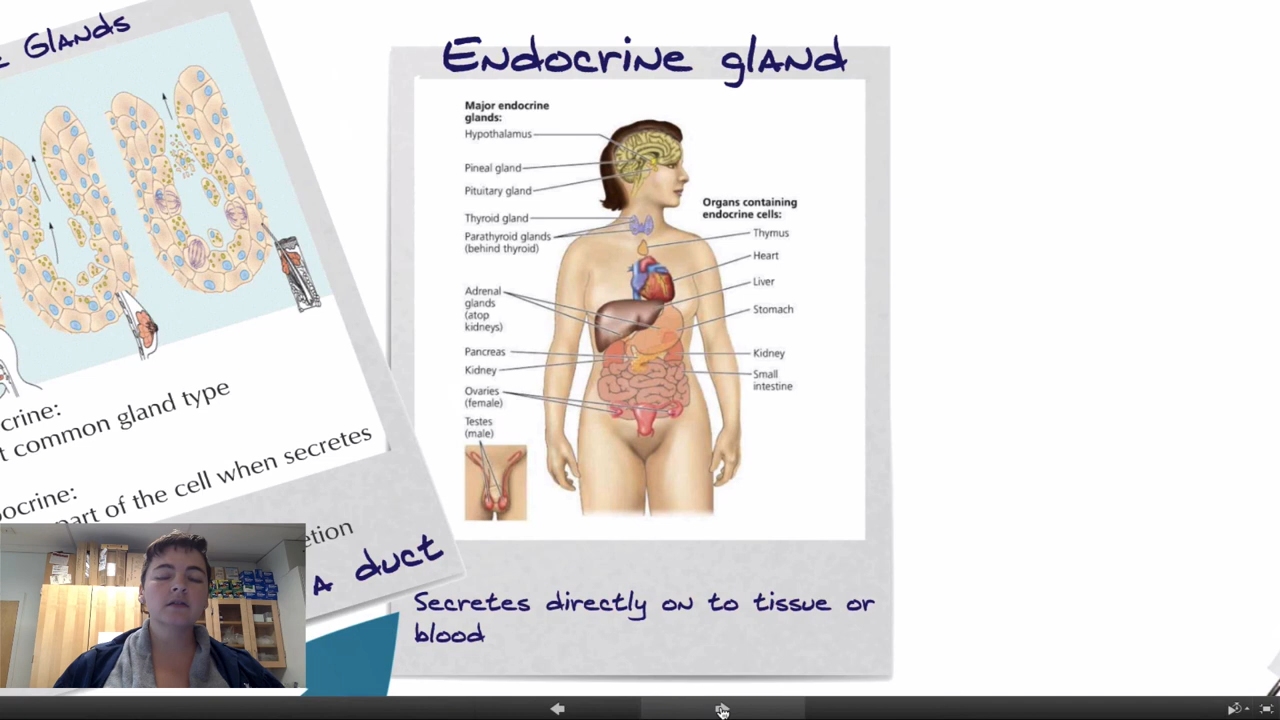 Glands
crine:
common gland type
ocrine:
part of the cell when secretes
etion
A duct
Endocrine gland
Major endocrine
glands:
Hypothalamus
Pineal gland
Pituitary gland
Thyroid gland
Parathyroid glands
(behind thyroid)
Adrenal
glands
(atop
kidneys)
Pancreas
Kidney
Ovaries
(female)
Testes
(male)
Organs containing
endocrine cells:
Thymus
Heart
Liver
Stomach
Kidney
Small
intestine
Secretes directly on to tissue or
blood